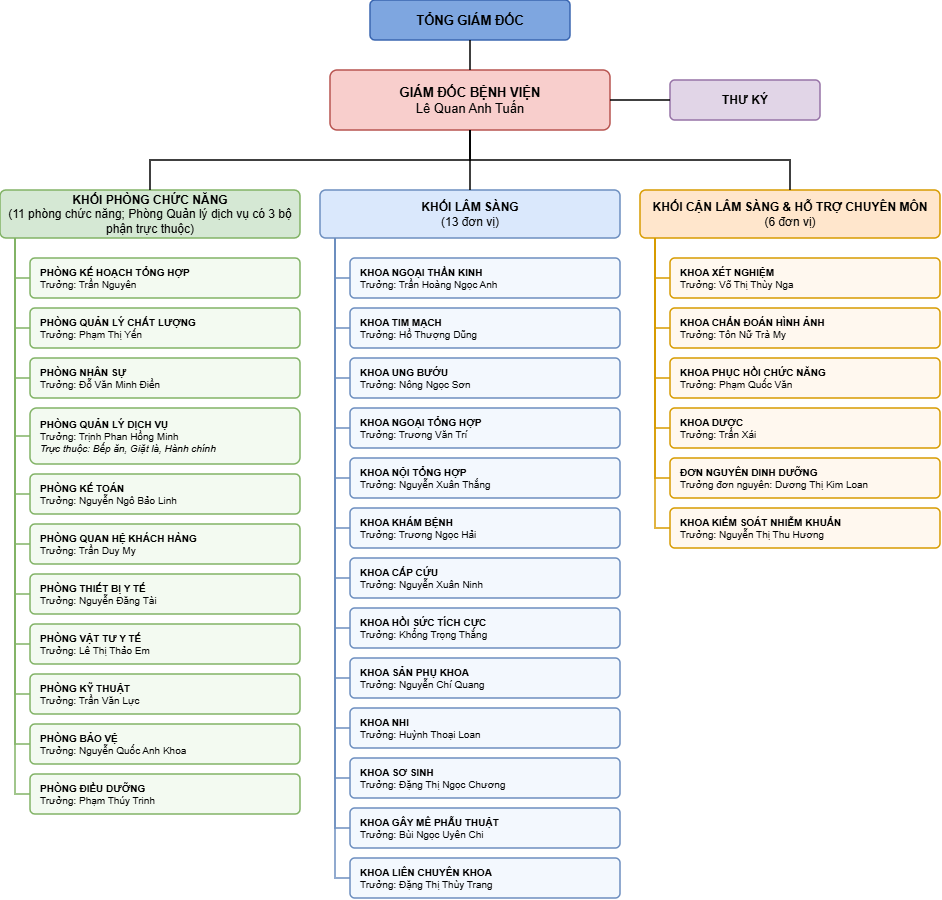 TỔNG GIÁM ĐỐC
GIÁM ĐỐC BỆNH VIỆN
Lê Quan Anh Tuấn
THƯ KÝ
KHỐI PHÒNG CHỨC NĂNG
(11 phòng chức năng; Phòng Quản lý dịch vụ có 3 bộ
phận trực thuộc)
PHÒNG KẾ HOẠCH TỔNG HỢP
Trưởng: Trần Nguyên
PHÒNG QUẢN LÝ CHẤT LƯỢNG
Trưởng: Phạm Thị Yến
PHÒNG NHÂN SỰ
Trưởng: Đỗ Văn Minh Điển
PHÒNG QUẢN LÝ DỊCH VỤ
Trưởng: Trịnh Phan Hồng Minh
Trực thuộc: Bếp ăn, Giặt là, Hành chính
PHÒNG KẾ TOÁN
Trưởng: Nguyễn Ngô Bảo Linh
PHÒNG QUAN HỆ KHÁCH HÀNG
Trưởng: Trần Duy My
PHÒNG THIẾT BỊ Y TẾ
Trưởng: Nguyễn Đăng Tài
PHÒNG VẬT TƯ Y TẾ
Trưởng: Lê Thị Thảo Em
PHÒNG KỸ THUẬT
Trưởng: Trần Văn Lực
PHÒNG BẢO VỆ
Trưởng: Nguyễn Quốc Anh Khoa
PHÒNG ĐIỀU DƯỠNG
Trưởng: Phạm Thúy Trinh
KHỐI LÂM SÀNG
(13 đơn vị)
KHOA NGOẠI THẦN KINH
Trưởng: Trần Hoàng Ngọc Anh
KHOA TIM MẠCH
Trưởng: Hồ Thượng Dũng
KHOA UNG BƯỚU
Trưởng: Nông Ngọc Sơn
KHOA NGOẠI TỔNG HỢP
Trưởng: Trương Văn Trí
KHOA NỘI TỔNG HỢP
Trưởng: Nguyễn Xuân Thắng
KHOA KHÁM BỆNH
Trưởng: Trương Ngọc Hải
KHOA CẤP CỨU
Trưởng: Nguyễn Xuân Ninh
KHOA HỒI SỨC TÍCH CỰC
Trưởng: Khổng Trọng Thắng
KHOA SẢN PHỤ KHOA
Trưởng: Nguyễn Chí Quang
KHOA NHI
Trưởng: Huỳnh Thoại Loan
KHOA SƠ SINH
Trưởng: Đặng Thị Ngọc Chương
KHOA GÂY MÊ PHẪU THUẬT
Trưởng: Bùi Ngọc Uyên Chi
KHOA LIÊN CHUYÊN KHOA
Trưởng: Đặng Thị Thùy Trang
KHỐI CẬN LÂM SÀNG & HỖ TRỢ CHUYÊN MÔN
(6 đơn vị)
KHOA XÉT NGHIỆM
Trưởng: Võ Thị Thùy Nga
KHOA CHẨN ĐOÁN HÌNH ẢNH
Trưởng: Tôn Nữ Trà My
KHOA PHỤC HỒI CHỨC NĂNG
Trưởng: Phạm Quốc Văn
KHOA DƯỢC
Trưởng: Trần Xái
ĐƠN NGUYÊN DINH DƯỠNG
Trưởng đơn nguyên: Dương Thị Kim Loan
KHOA KIỂM SOÁT NHIỄM KHUẨN
Trưởng: Nguyễn Thị Thu Hương